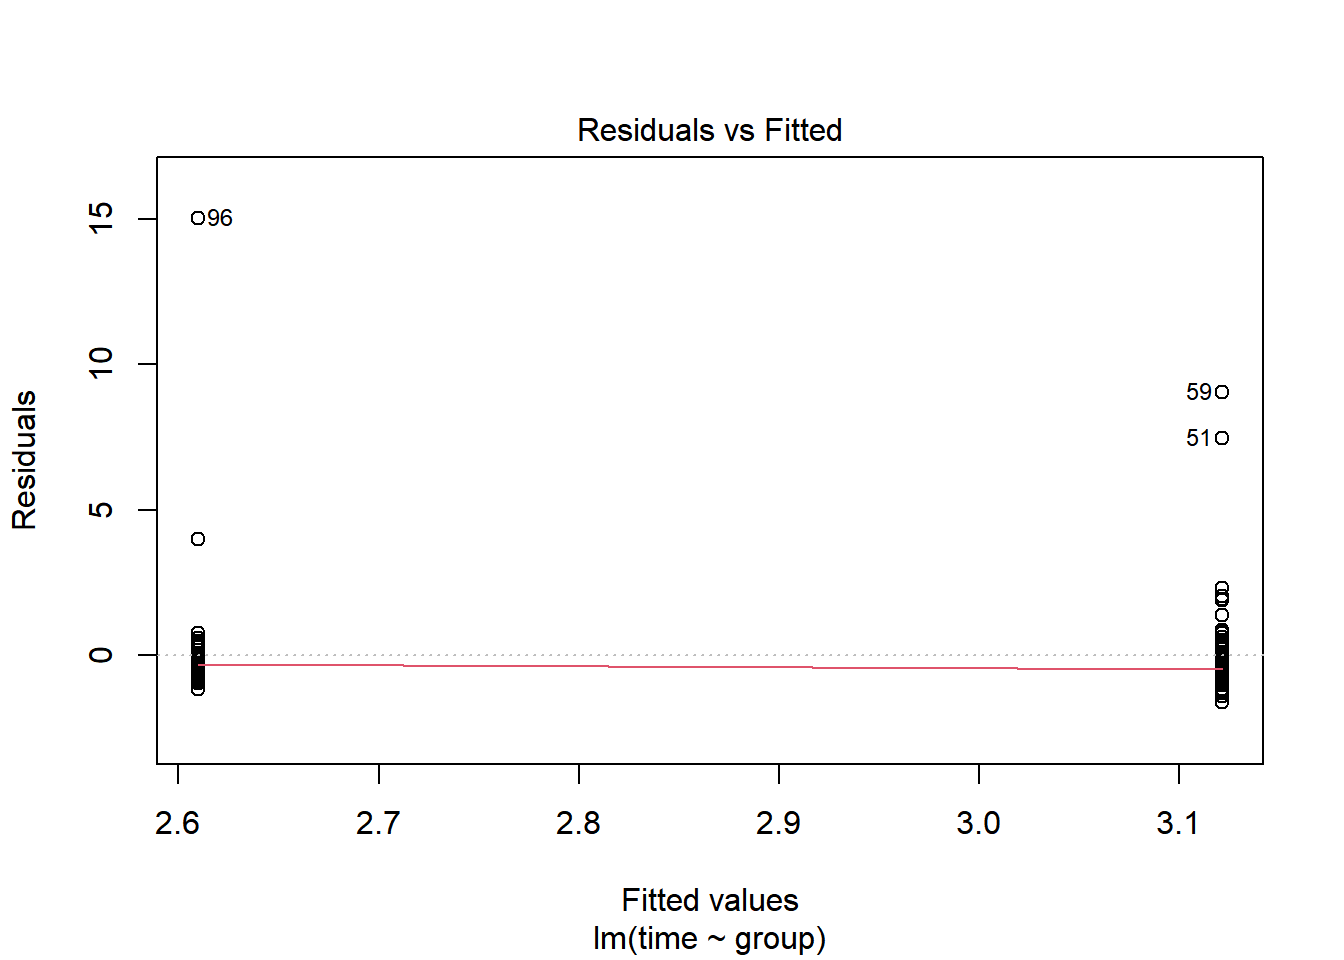 Residuals vs Fitted
Residuals
15
10
5
0
96
59
51
2.6 2.7 2.8 2.9 3.0 3.1
Fitted values
lm(time ~ group)